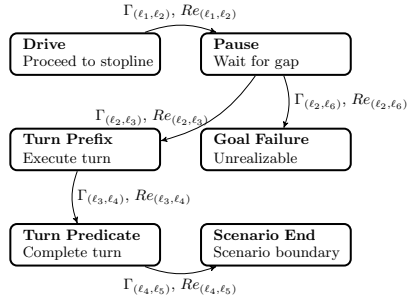 Γ(ℓ1,ℓ2), Re(ℓ1,ℓ2)
Drive
Proceed to stopline
Pause
Wait for gap
Γ(ℓ2,ℓ6), Re(ℓ2,ℓ6)
Γ(ℓ2,ℓ3), Re(ℓ2,ℓ3)
Turn Prefix
Execute turn
Goal Failure
Unrealizable
Γ(ℓ3,ℓ4), Re(ℓ3,ℓ4)
Turn Predicate
Complete turn
Scenario End
Scenario boundary
Γ(ℓ4,ℓ5), Re(ℓ4,ℓ5)